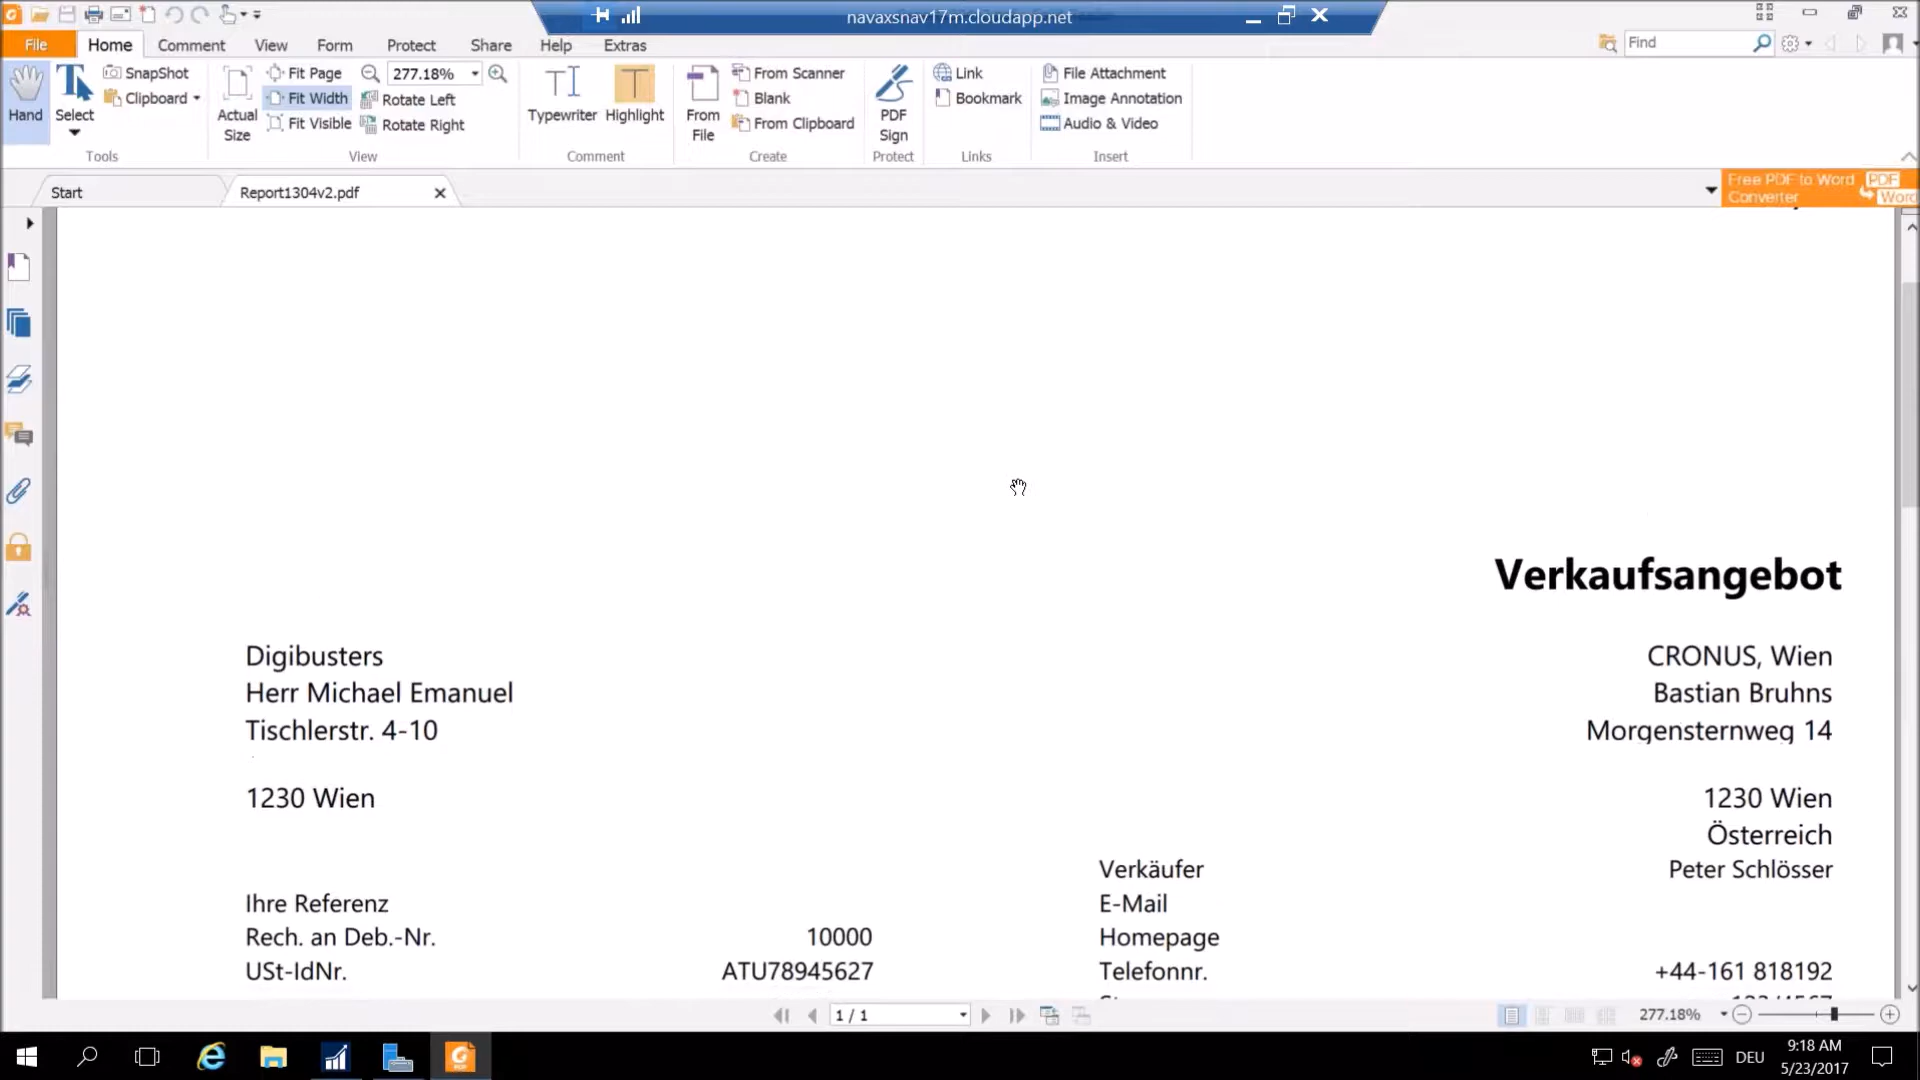 navaxsnav17m.cloudapp.net
File Home Comment View Form Protect Share Help Extras
Find
Hand
Select
SnapShot
Clipboard
Tools
Actual Size
Fit Page
Fit Width
Fit Visible
277.18%
Rotate Left
Rotate Right
View
Typewriter
Highlight
Comment
From File
From Scanner
Blank
From Clipboard
Create
PDF Sign
Protect
Link
Bookmark
Links
File Attachment
Image Annotation
Audio & Video
Insert
Start
Report1304v2.pdf
Free PDF to Word
Converter
PDF
Word
Verkaufsangebot
Digibusters
CRONUS, Wien
Herr Michael Emanuel
Bastian Bruhns
Tischlerstr. 4-10
Morgensternweg 14
1230 Wien
1230 Wien
Österreich
Verkäufer
Peter Schlösser
Ihre Referenz
E-Mail
Rech. an Deb.-Nr.
10000
Homepage
USt-IdNr.
ATU78945627
Telefonnr.
+44-161 818192
1 / 1
277.18%
DEU
9:18 AM
5/23/2017